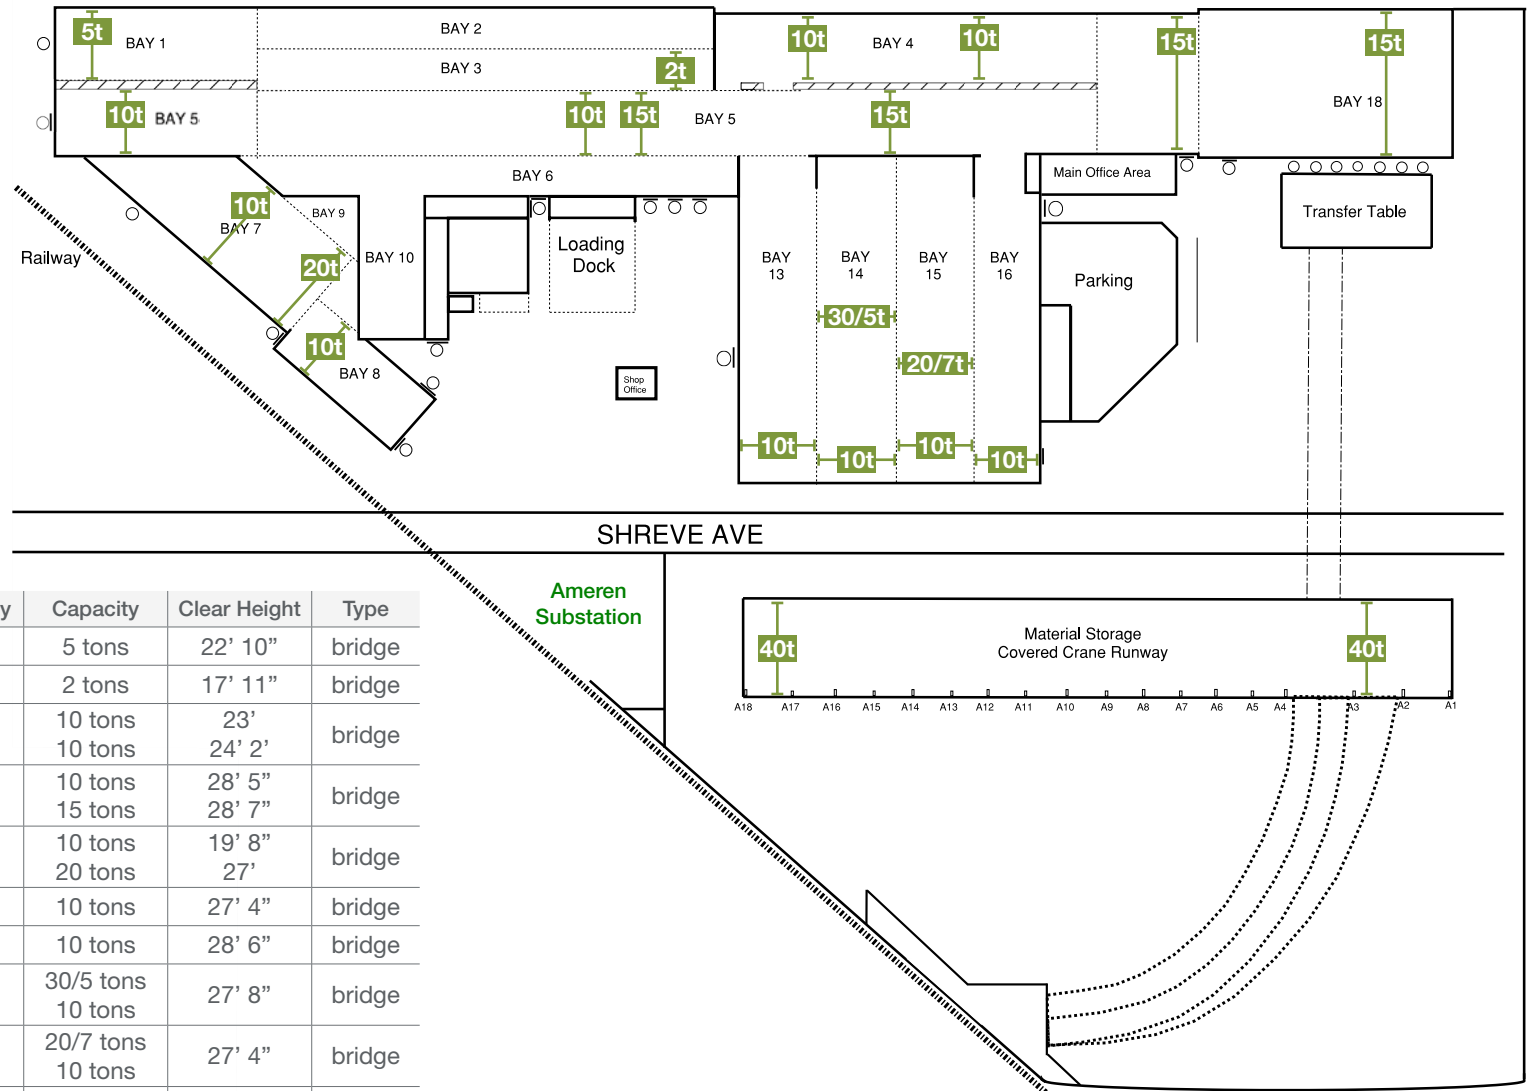 5t
BAY 1
BAY 2
BAY 3
2t
10t
BAY 4
10t
15t
15t
BAY 18
10t
BAY 5
10t
15t
BAY 5
15t
BAY 6
Main Office Area
Transfer Table
10t
BAY 7
BAY 9
BAY 10
20t
10t
BAY 8
Railway
Loading
Dock
Shop
Office
BAY
13
BAY
14
BAY
15
BAY
16
30/5t
20/7t
10t
10t
10t
10t
Parking
SHREVE AVE
Ameren
Substation
40t
Material Storage
Covered Crane Runway
40t
A18 A17 A16 A15 A14 A13 A12 A11 A10 A9 A8 A7 A6 A5 A4 A3 A2 A1
y Capacity Clear Height Type
5 tons 22’ 10” bridge
2 tons 17’ 11” bridge
10 tons 23’
10 tons 24’ 2’ bridge
10 tons 28’ 5”
15 tons 28’ 7” bridge
10 tons 19’ 8”
20 tons 27’ bridge
10 tons 27’ 4” bridge
10 tons 28’ 6” bridge
30/5 tons
10 tons 27’ 8” bridge
20/7 tons
10 tons 27’ 4” bridge